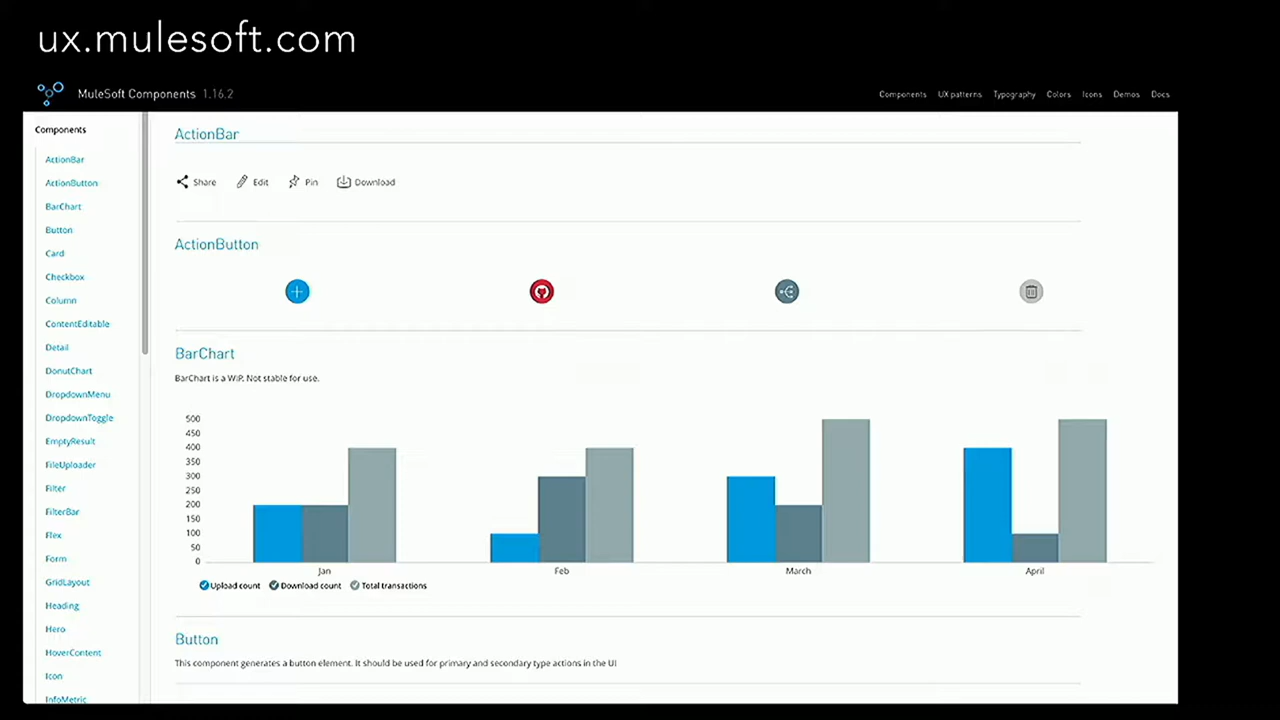 ux.mulesoft.com
MuleSoft Components 1.16.2
Components UX patterns Typography Colors Icons Demos Docs
Components
ActionBar
ActionButton
BarChart
Button
Card
Checkbox
Column
ContentEditable
Detail
DonutChart
DropdownMenu
DropdownToggle
EmptyResult
FileUploader
Filter
FilterBar
Flex
Form
GridLayout
Heading
Hero
HoverContent
Icon
InfoMetric
ActionBar
Share Edit Pin Download
ActionButton
BarChart
BarChart is a WIP. Not stable for use.
500
450
400
350
300
250
200
150
100
50
0
Jan Feb March April
Upload count Download count Total transactions
Button
This component generates a button element. It should be used for primary and secondary type actions in the UI